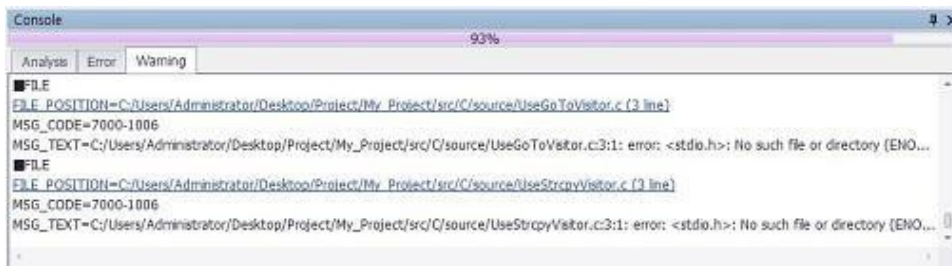 Console
93%
Analysis Error Warning
■FILE
FILE_POSITION=C:/Users/Administrator/Desktop/Project/My_Project/src/C/source/UseGoToVisitor.c (3 line)
MSG_CODE=7000-1006
MSG_TEXT=C:/Users/Administrator/Desktop/Project/My_Project/src/C/source/UseGoToVisitor.c:3:1: error: <stdio.h>: No such file or directory (ENO...
■FILE
FILE_POSITION=C:/Users/Administrator/Desktop/Project/My_Project/src/C/source/UseStrcpyVisitor.c (3 line)
MSG_CODE=7000-1006
MSG_TEXT=C:/Users/Administrator/Desktop/Project/My_Project/src/C/source/UseStrcpyVisitor.c:3:1: error: <stdio.h>: No such file or directory (ENO...